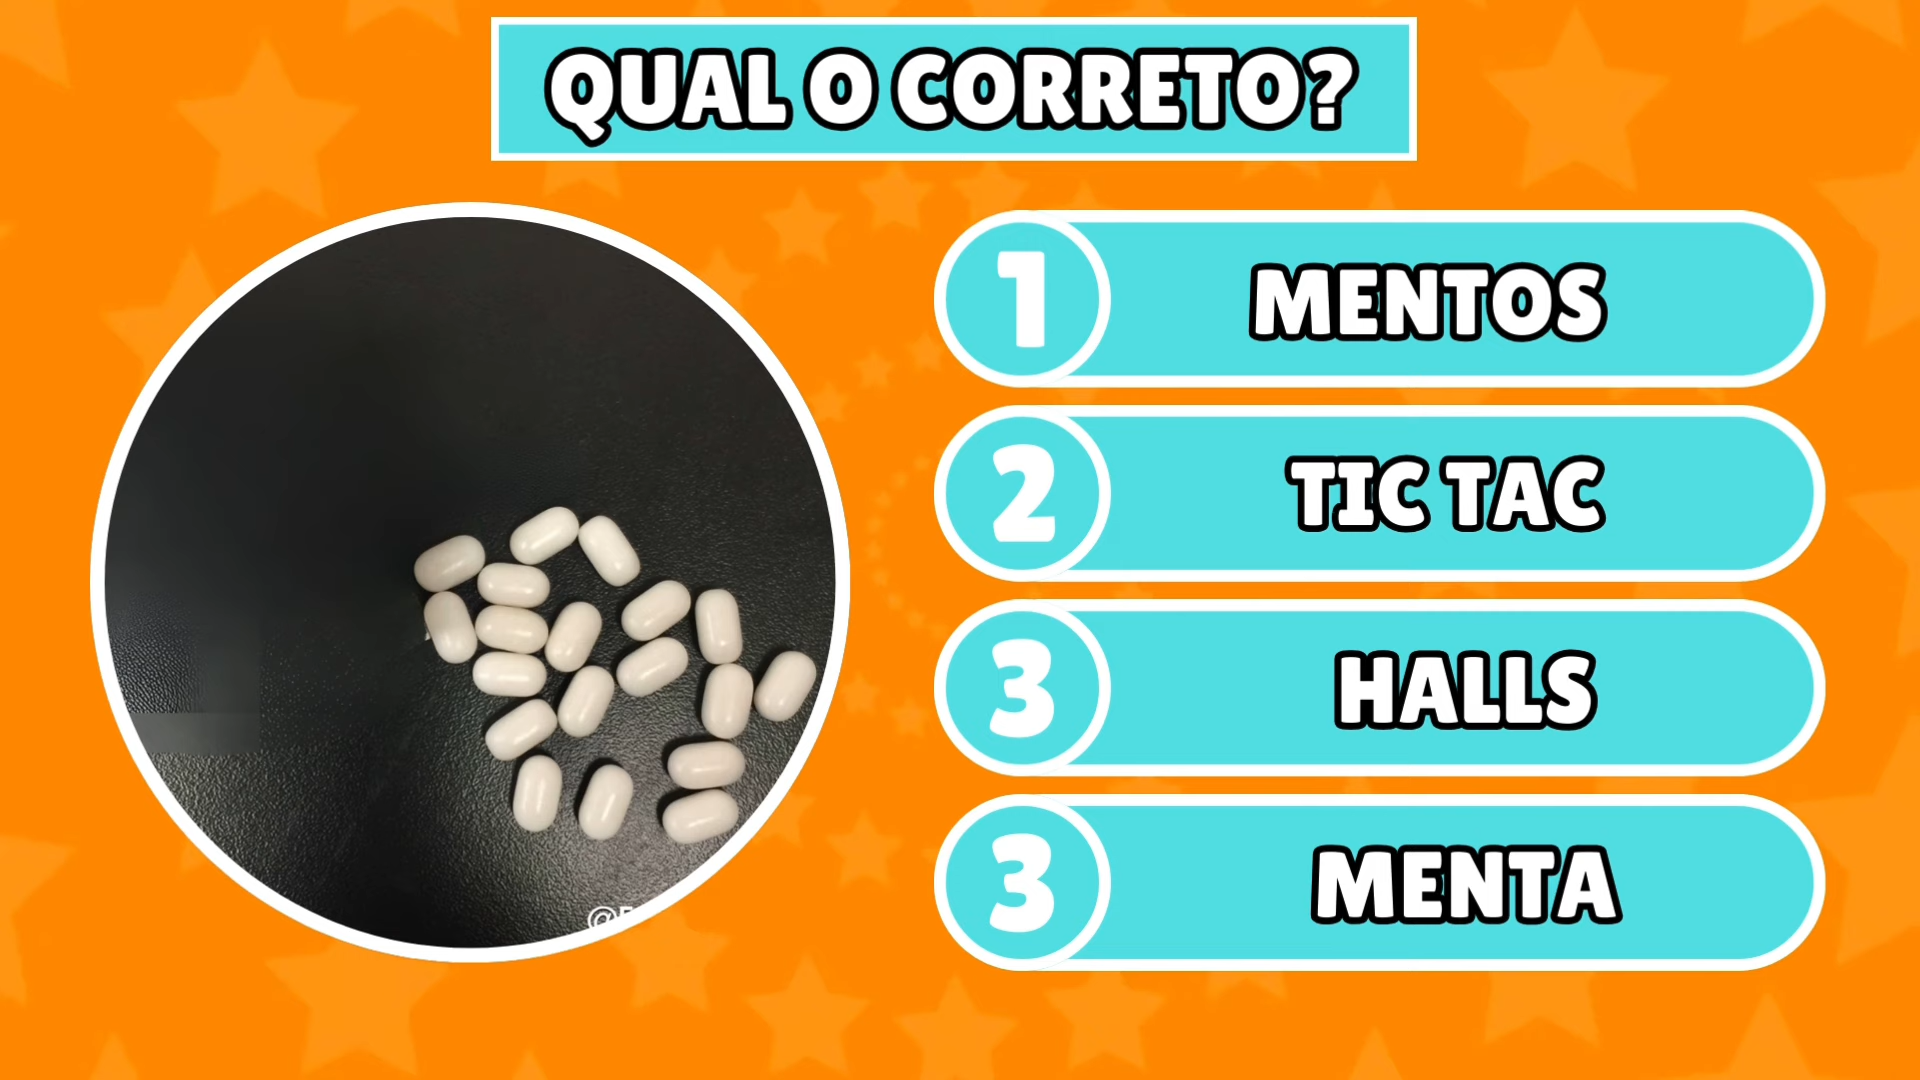 QUAL O CORRETO?
1 MENTOS
2 TIC TAC
3 HALLS
3 MENTA